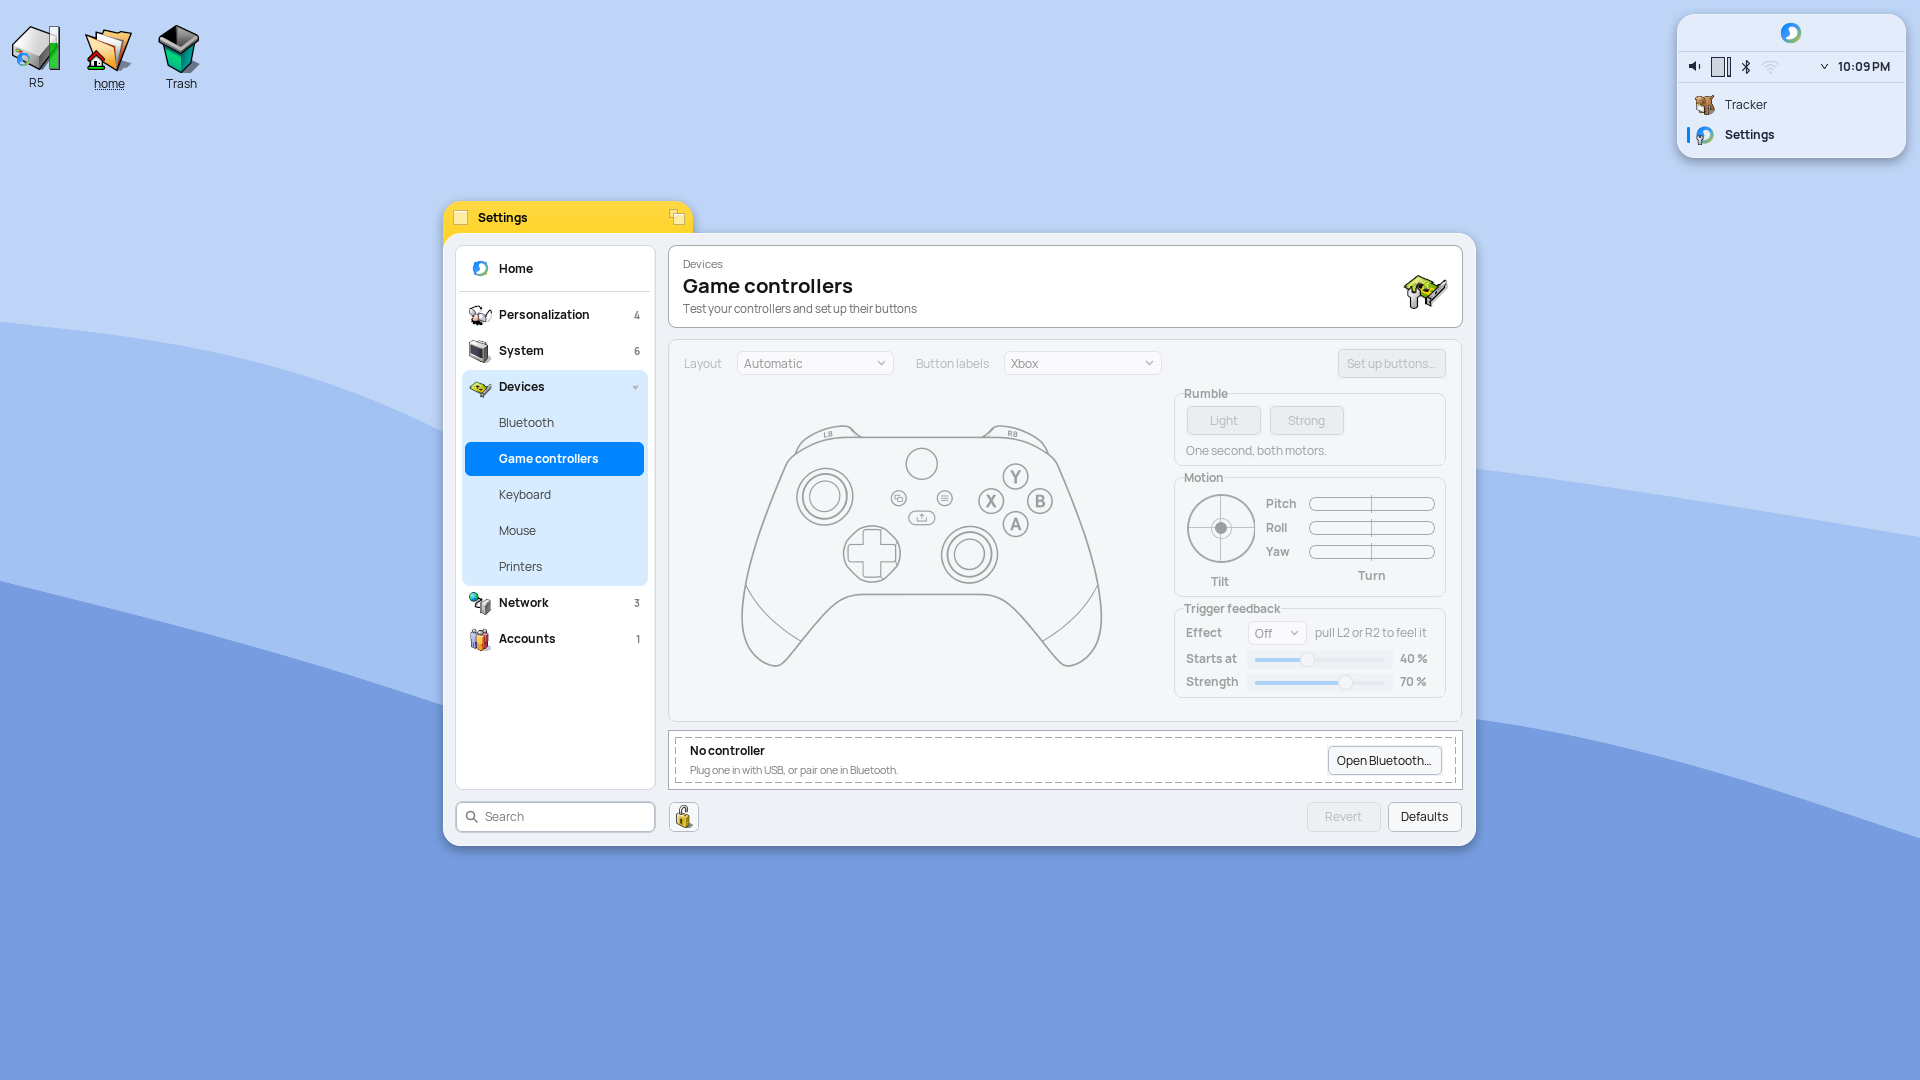 R5
home
Trash
10:09 PM
Tracker
Settings
Settings
Home
Personalization 4
System 6
Devices
Bluetooth
Game controllers
Keyboard
Mouse
Printers
Network 3
Accounts 1
Search
Devices
Game controllers
Test your controllers and set up their buttons
Layout Automatic Button labels Xbox Set up buttons...
LB RB
Y
X B
A
Rumble
Light Strong
One second, both motors.
Motion
Pitch
Roll
Yaw
Tilt Turn
Trigger feedback
Effect Off pull L2 or R2 to feel it
Starts at 40 %
Strength 70 %
No controller
Plug one in with USB, or pair one in Bluetooth.
Open Bluetooth...
Revert Defaults